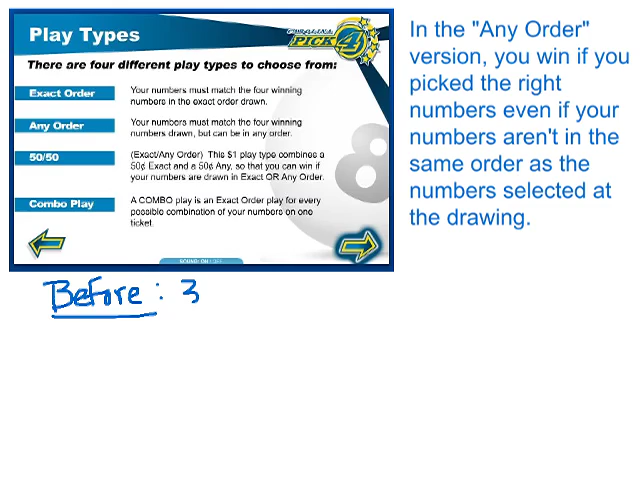 Play Types
CAROLINA
PICK 4
There are four different play types to choose from:
Exact Order
Your numbers must match the four winning
numbers in the exact order drawn.
Any Order
Your numbers must match the four winning
numbers drawn, but can be in any order.
50/50
(Exact/Any Order) This $1 play type combines a
50¢ Exact and a 50¢ Any, so that you can win if
your numbers are drawn in Exact OR Any Order.
Combo Play
A COMBO play is an Exact Order play for every
possible combination of your numbers on one
ticket.
8
SOUND: ON / OFF
In the "Any Order"
version, you win if you
picked the right
numbers even if your
numbers aren't in the
same order as the
numbers selected at
the drawing.
Before: 3